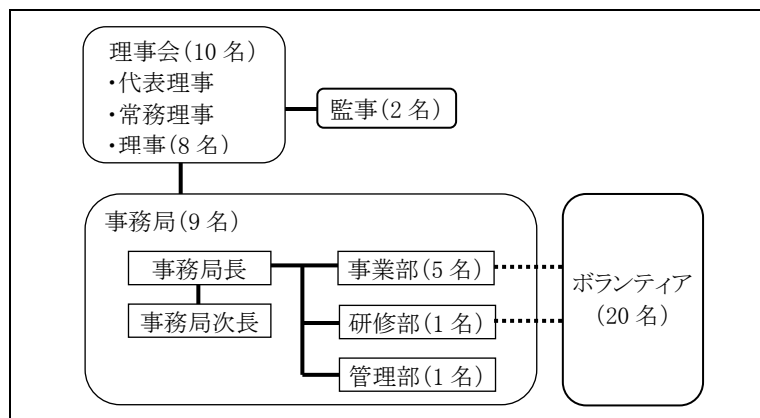 理事会(10 名)
・代表理事
・常務理事
・理事(8 名)
監事(2 名)
事務局(9 名)
事務局長
事務局次長
事業部(5 名)
研修部(1 名)
管理部(1 名)
ボランティア
(20 名)